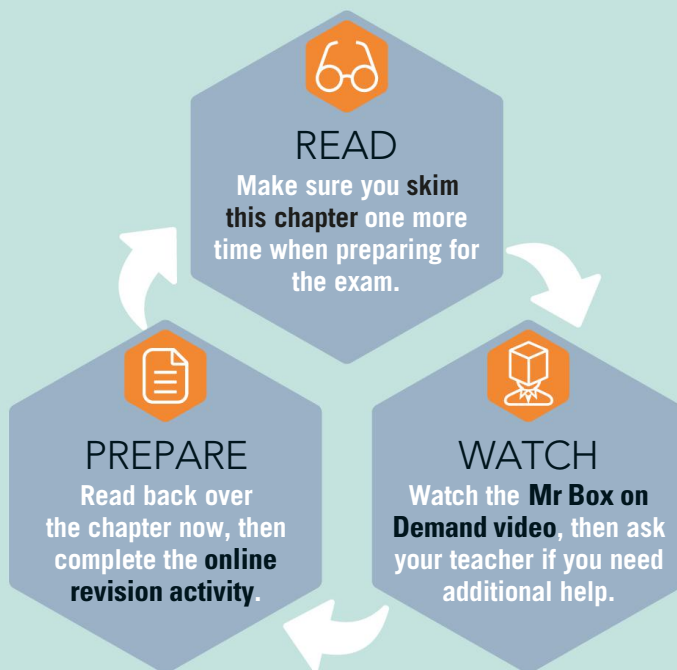 READ
Make sure you skim
this chapter one more
time when preparing for
the exam.
PREPARE
Read back over
the chapter now, then
complete the online
revision activity.
WATCH
Watch the Mr Box on
Demand video, then ask
your teacher if you need
additional help.